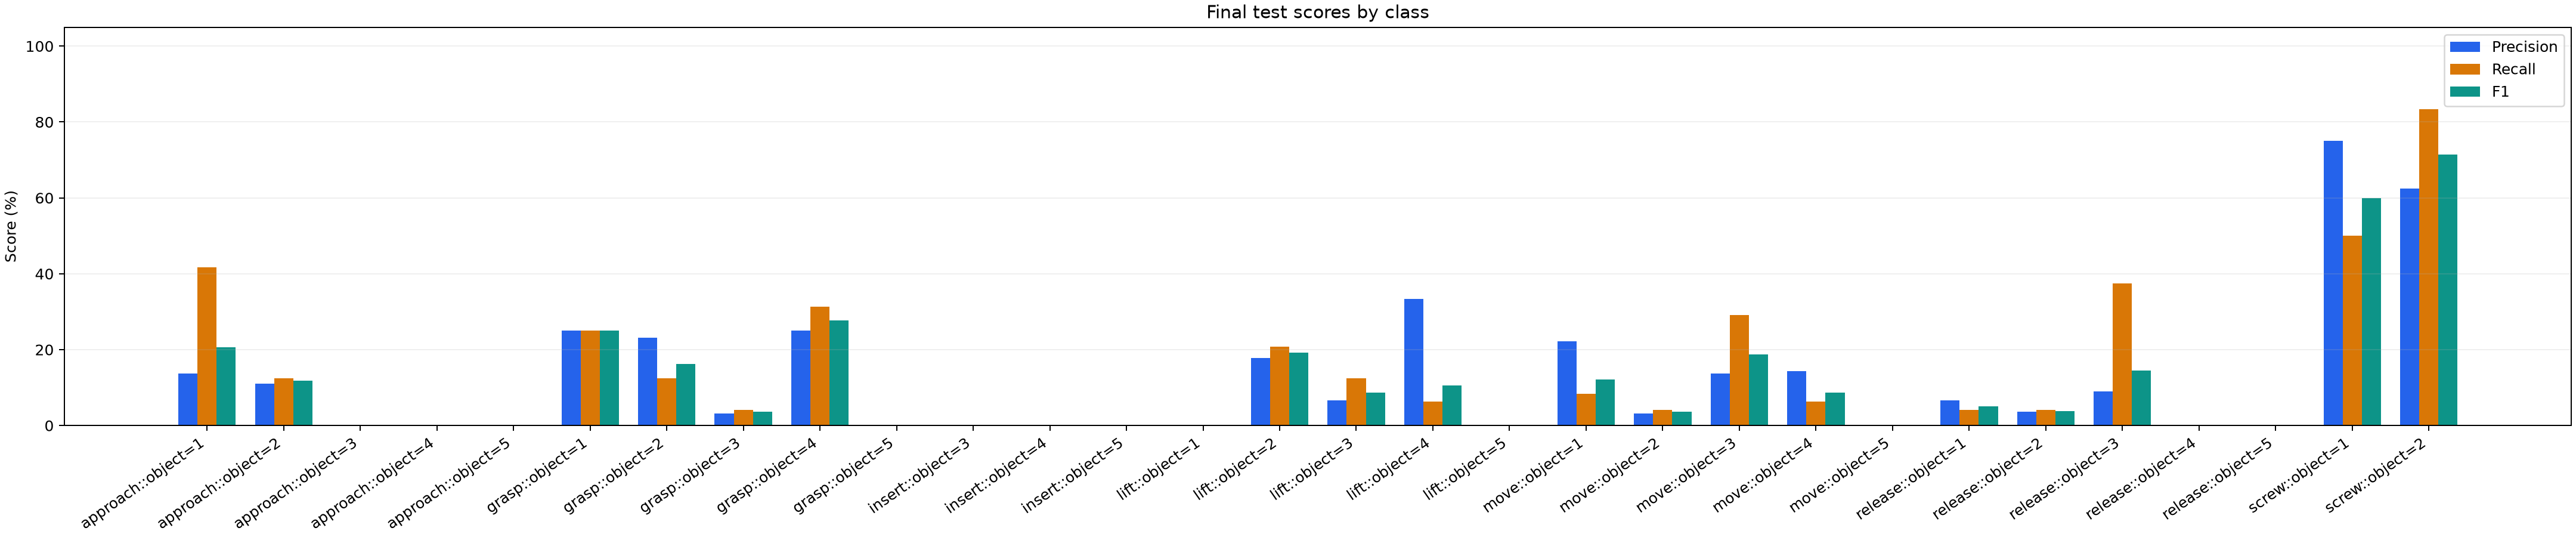 Final test scores by class
Score (%)
100
80
60
40
20
0
Precision
Recall
F1
approach::object=1
approach::object=2
approach::object=3
approach::object=4
approach::object=5
grasp::object=1
grasp::object=2
grasp::object=3
grasp::object=4
grasp::object=5
insert::object=3
insert::object=4
insert::object=5
lift::object=1
lift::object=2
lift::object=3
lift::object=4
lift::object=5
move::object=1
move::object=2
move::object=3
move::object=4
move::object=5
release::object=1
release::object=2
release::object=3
release::object=4
release::object=5
screw::object=1
screw::object=2